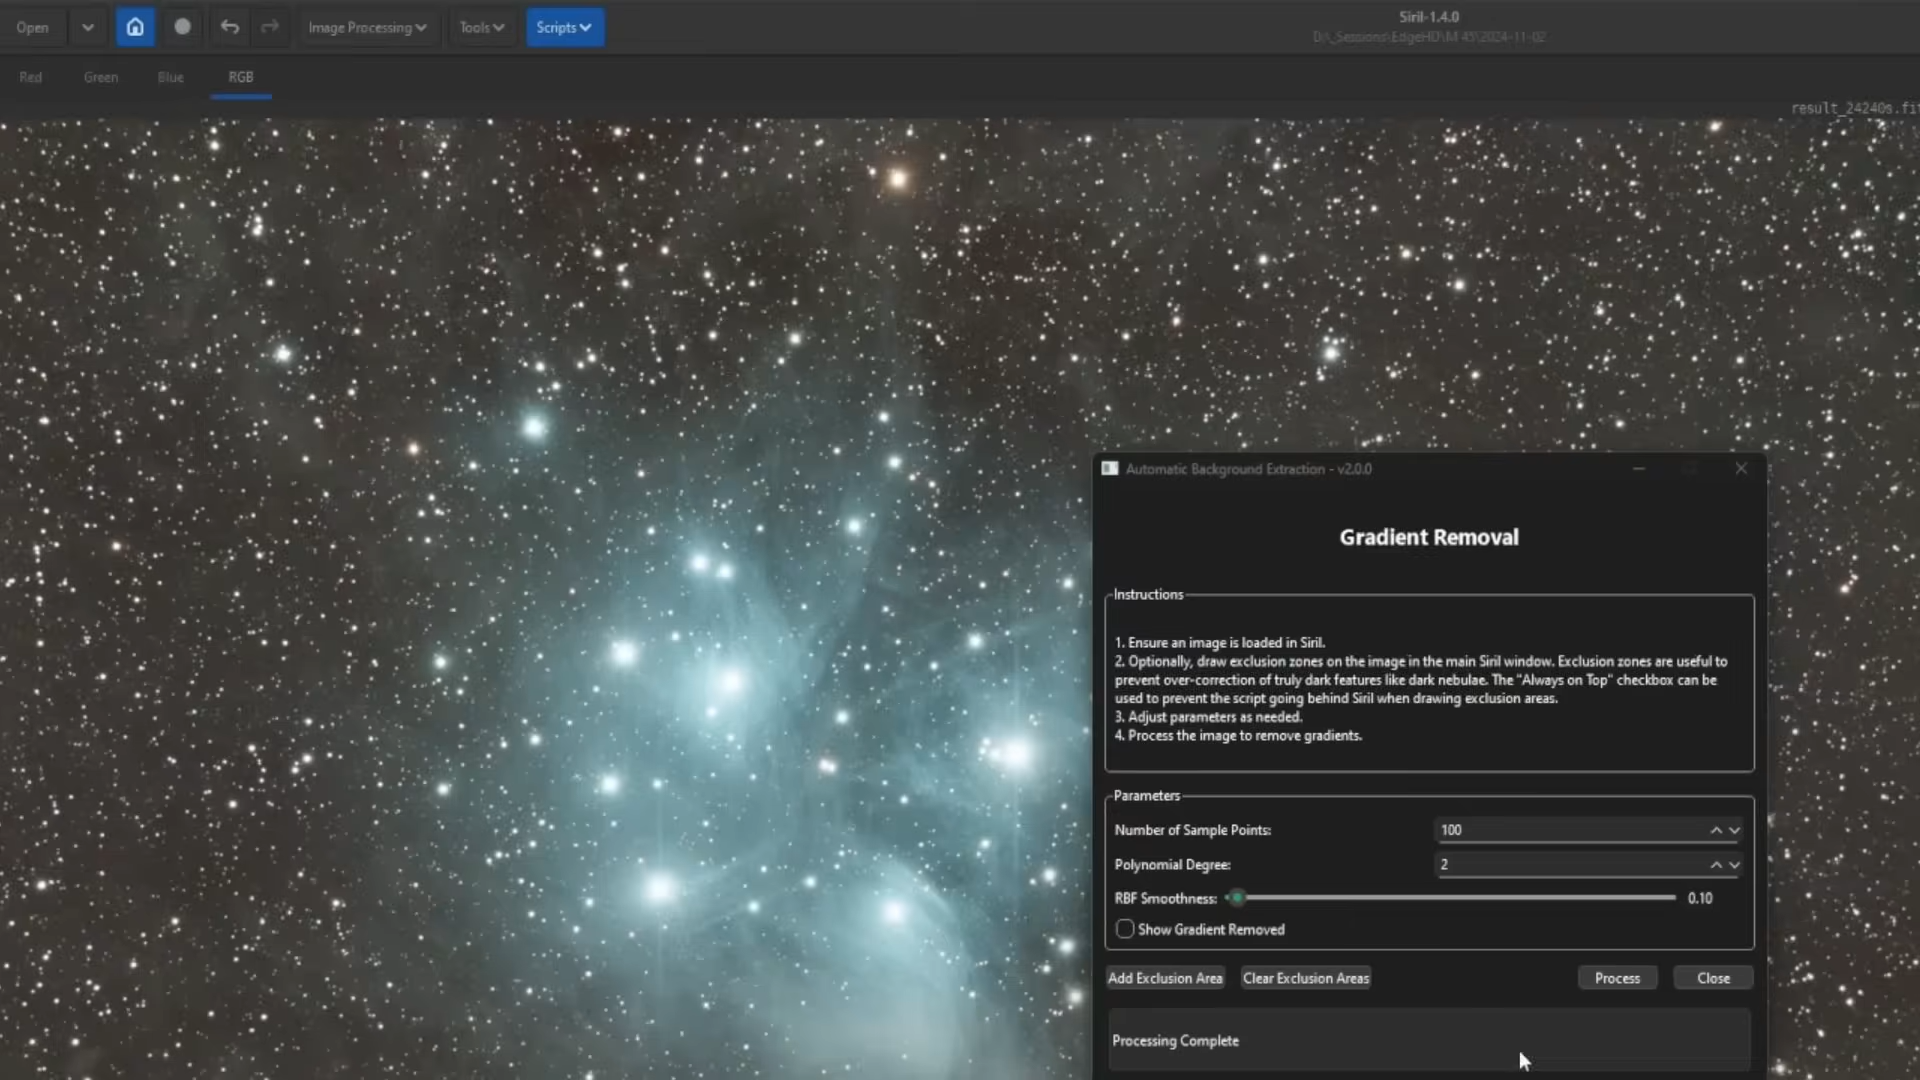 Open
Image Processing
Tools
Scripts
Siril-1.4.0
D:\_Sessions\EdgeHD\M 45\2024-11-02
Red
Green
Blue
RGB
result_24240s.fit
Automatic Background Extraction - v2.0.0
Gradient Removal
Instructions
1. Ensure an image is loaded in Siril.
2. Optionally, draw exclusion zones on the image in the main Siril window. Exclusion zones are useful to
prevent over-correction of truly dark features like dark nebulae. The "Always on Top" checkbox can be
used to prevent the script going behind Siril when drawing exclusion areas.
3. Adjust parameters as needed.
4. Process the image to remove gradients.
Parameters
Number of Sample Points:
100
Polynomial Degree:
2
RBF Smoothness:
0.10
Show Gradient Removed
Add Exclusion Area
Clear Exclusion Areas
Process
Close
Processing Complete